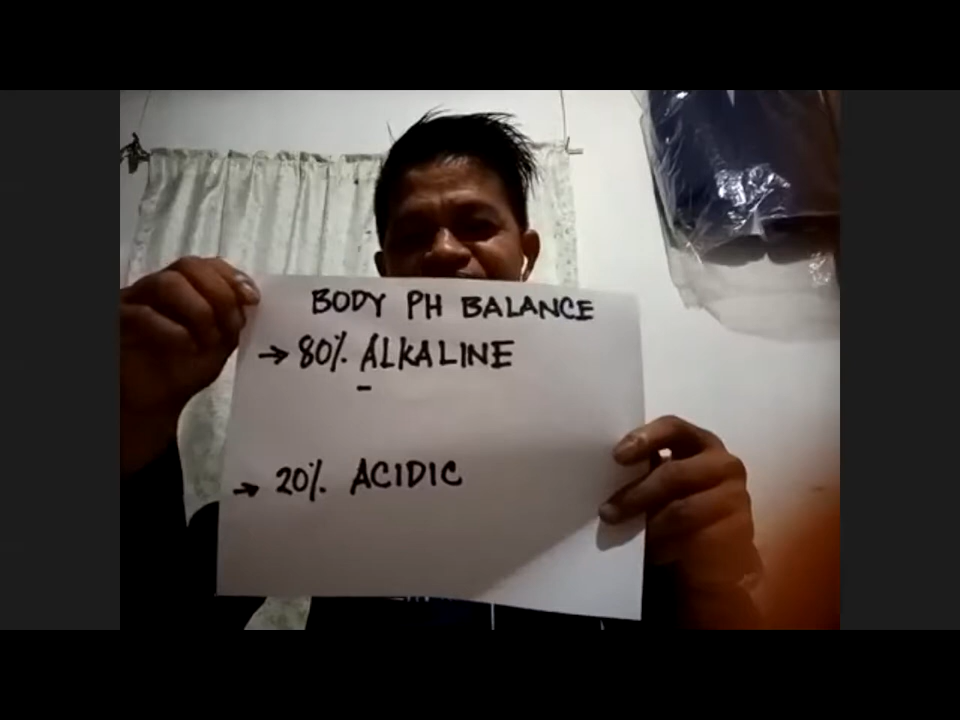 BODY PH BALANCE
→ 80% ALKALINE
→ 20% ACIDIC